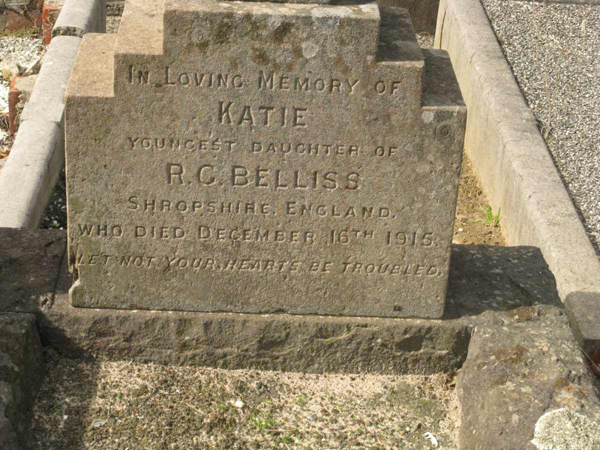 IN LOVING MEMORY OF
KATIE
YOUNGEST DAUGHTER OF
R. G. BELLISS
SHROPSHIRE, ENGLAND.
WHO DIED DECEMBER 16TH 1915.
LET NOT YOUR HEARTS BE TROUBLED.